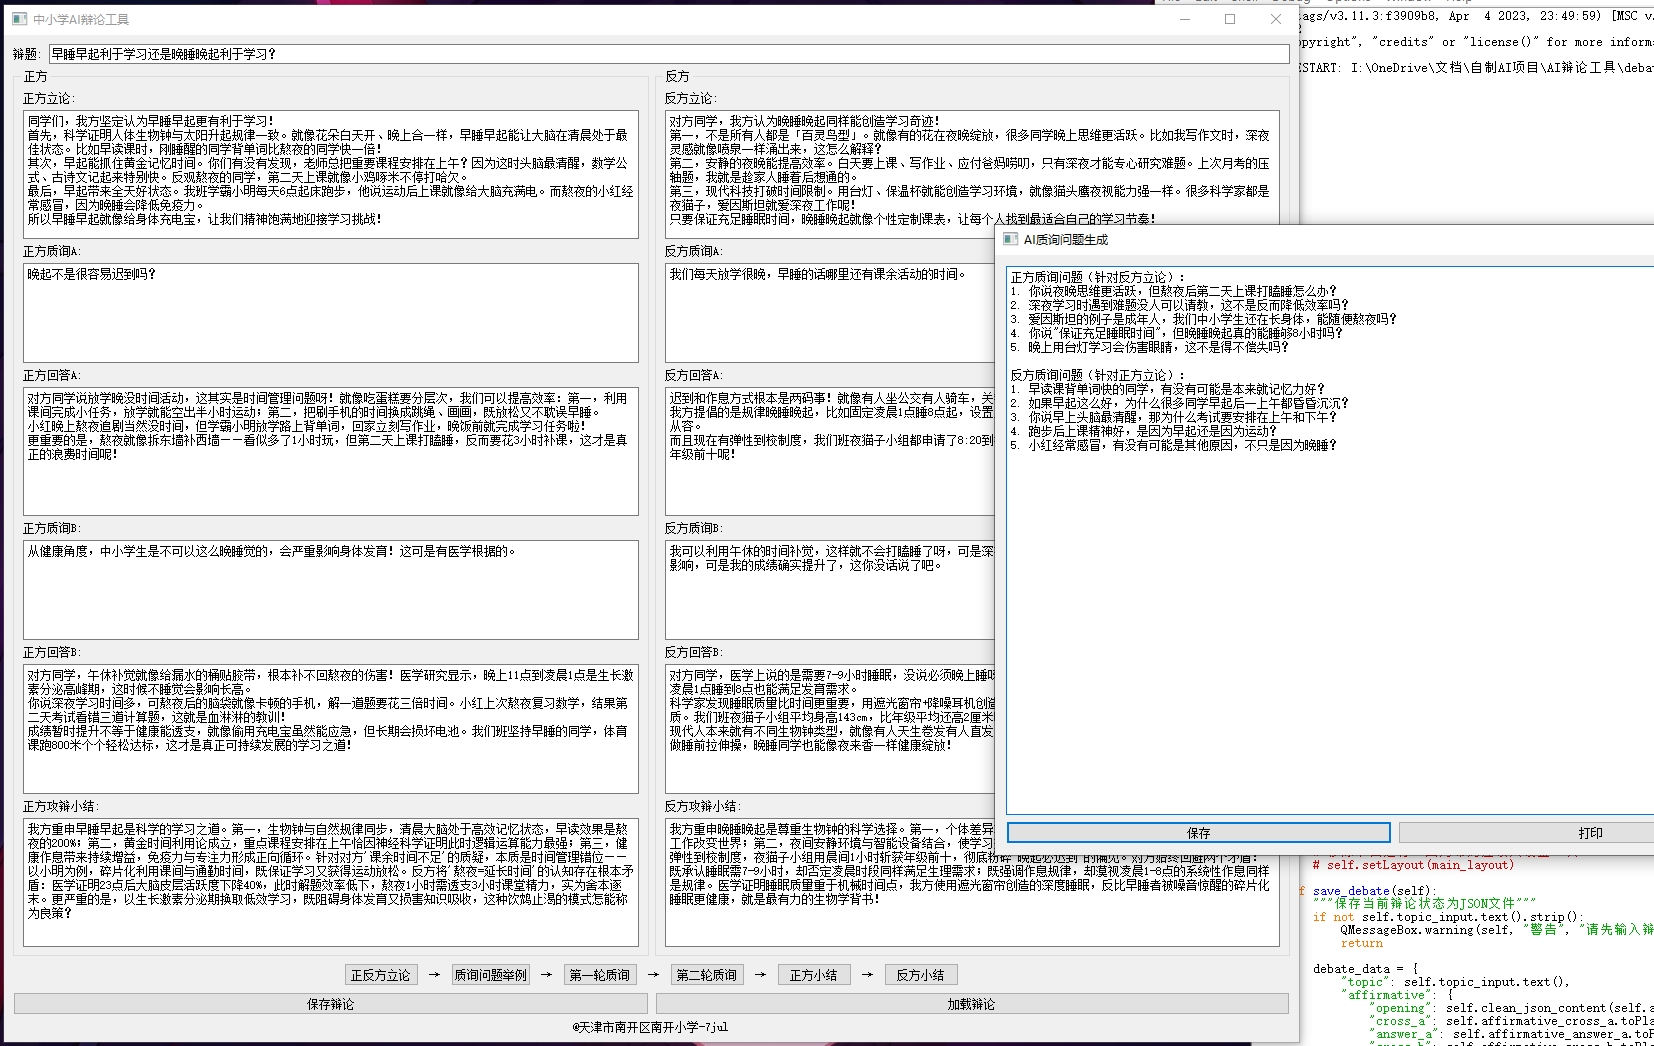 中小学AI辩论工具
辩题: 早睡早起利于学习还是晚睡晚起利于学习?
正方
正方立论:
同学们，我方坚定认为早睡早起更有利于学习!
首先，科学证明人体生物钟与太阳升起规律一致。就像花朵白天开、晚上合一样，早睡早起能让大脑在清晨处于最
佳状态。比如早读课时，刚睡醒的同学背单词比熬夜的同学快一倍!
其次，早起能抓住黄金记忆时间。你们有没有发现，老师总把重要课程安排在上午? 因为这时头脑最清醒，数学公
式、古诗文记起来特别快。反观熬夜的同学，第二天上课就像小鸡啄米不停打哈欠。
最后，早起带来全天好状态。我班学霸小明每天6点起床跑步，他说运动后上课就像给大脑充满电。而熬夜的小红经
常感冒，因为晚睡会降低免疫力。
所以早睡早起就像给身体充电宝，让我们精神饱满地迎接学习挑战!
正方质询A:
晚起不是很容易迟到吗?
正方回答A:
对方同学说放学晚没时间活动，这其实是时间管理问题呀! 就像吃蛋糕要分层次，我们可以提高效率: 第一，利用
课间完成小任务，放学就能空出半小时运动; 第二，把刷手机的时间换成跳绳、画画，既放松又不耽误早睡。
小红晚上熬夜追剧当然没时间，但学霸小明放学路上背单词，回家立刻写作业，晚饭前就完成学习任务啦!
更重要的是，熬夜就像拆东墙补西墙——看似多了1小时玩，但第二天上课打瞌睡，反而要花3小时补课，这才是真
正的浪费时间呢!
正方质询B:
从健康角度，中小学生是不可以这么晚睡觉的，会严重影响身体发育! 这可是有医学根据的。
正方回答B:
对方同学，午休补觉就像给漏水的桶贴胶带，根本补不回熬夜的伤害! 医学研究显示，晚上11点到凌晨1点是生长激
素分泌高峰期，这时候不睡觉会影响长高。
你说深夜学习时间多，可熬夜后的脑袋就像卡顿的手机，解一道题要花三倍时间。小红上次熬夜复习数学，结果第
二天考试看错三道计算题，这就是血淋淋的教训!
成绩暂时提升不等于健康能透支，就像偷用充电宝虽然能应急，但长期会损坏电池。我们班坚持早睡的同学，体育
课跑800米个个轻松达标，这才是真正可持续发展的学习之道!
正方攻辩小结:
我方重申早睡早起是科学的学习之道。第一，生物钟与自然规律同步，清晨大脑处于高效记忆状态，早读效果是熬
夜的200%; 第二，黄金时间利用论成立，重点课程安排在上午恰因神经科学证明此时逻辑运算能力最强; 第三，健
康作息带来持续增益，免疫力与专注力形成正向循环。针对对方'课余时间不足'的质疑，本质是时间管理错位——
以小明为例，碎片化利用课间与通勤时间，既保证学习又获得运动放松。反方将'熬夜=延长时间'的认知存在根本矛
盾: 医学证明23点后大脑皮层活跃度下降40%，此时解题效率低下，熬夜1小时需透支3小时课堂精力，实为舍本逐
末。更严重的是，以生长激素分泌期换取低效学习，既阻碍身体发育又损害知识吸收，这种饮鸩止渴的模式怎能称
为良策?
反方
反方立论:
对方同学，我方认为晚睡晚起同样能创造学习奇迹!
第一，不是所有人都是「百灵鸟型」。就像有的花在夜晚绽放，很多同学晚上思维更活跃。比如我写作文时，深夜
灵感就像喷泉一样涌出来，这怎么解释?
第二，安静的夜晚能提高效率。白天要上课、写作业、应付爸妈唠叨，只有深夜才能专心研究难题。上次月考的压
轴题，我就是趁家人睡着后想通的。
第三，现代科技打破时间限制。用台灯、保温杯就能创造学习环境，就像猫头鹰夜视能力强一样。很多科学家都是
夜猫子，爱因斯坦就爱深夜工作呢!
只要保证充足睡眠时间，晚睡晚起就像个性定制课表，让每个人找到最适合自己的学习节奏!
反方质询A:
我们每天放学很晚，早睡的话哪里还有课余活动的时间。
反方回答A:
迟到和作息方式根本是两码事! 就像有人坐公交有人骑车，关
我方提倡的是规律晚睡晚起，比如固定凌晨1点睡8点起，设置
从容。
而且现在有弹性到校制度，我们班夜猫子小组都申请了8:20到
年级前十呢!
反方质询B:
我可以利用午休的时间补觉，这样就不会打瞌睡了呀，可是深
影响，可是我的成绩确实提升了，这你没话说了吧。
反方回答B:
对方同学，医学上说的是需要7-9小时睡眠，没说必须晚上睡
凌晨1点睡到8点也能满足发育需求。
科学家发现睡眠质量比时间更重要，用遮光窗帘+降噪耳机创造
质。我们班夜猫子小组平均身高143cm，比年级平均还高2厘米
现代人本来就有不同生物钟类型，就像有人天生卷发有人直发
做睡前拉伸操，晚睡同学也能像夜来香一样健康绽放!
反方攻辩小结:
我方重申晚睡晚起是尊重生物钟的科学选择。第一，个体差异
工作改变世界; 第二，夜间安静环境与智能设备结合，使学习
弹性到校制度，夜猫子小组用晨间1小时斩获年级前十，彻底粉碎'晚起必迟到'的偏见。对方始终回避两个矛盾:
既承认睡眠需7-9小时，却否定凌晨时段同样满足生理需求; 既强调作息规律，却漠视凌晨1-8点的系统性作息同样
是规律。医学证明睡眠质量重于机械时间点，我方使用遮光窗帘创造的深度睡眠，反比早睡者被噪音惊醒的碎片化
睡眠更健康，就是最有力的生物学背书!
正反方立论 → 质询问题举例 → 第一轮质询 → 第二轮质询 → 正方小结 → 反方小结
保存辩论
加载辩论
@天津市南开区南开小学-7jul
AI质询问题生成
正方质询问题（针对反方立论）:
1. 你说夜晚思维更活跃，但熬夜后第二天上课打瞌睡怎么办?
2. 深夜学习时遇到难题没人可以请教，这不是反而降低效率吗?
3. 爱因斯坦的例子是成年人，我们中小学生还在长身体，能随便熬夜吗?
4. 你说"保证充足睡眠时间"，但晚睡晚起真的能睡够8小时吗?
5. 晚上用台灯学习会伤害眼睛，这不是得不偿失吗?
反方质询问题（针对正方立论）:
1. 早读课背单词快的同学，有没有可能是本来就记忆力好?
2. 如果早起这么好，为什么很多同学早起后一上午都昏昏沉沉?
3. 你说早上头脑最清醒，那为什么考试要安排在上午和下午?
4. 跑步后上课精神好，是因为早起还是因为运动?
5. 小红经常感冒，有没有可能是其他原因，不只是因为晚睡?
保存
打印
tags/v3.11.3:f3909b8, Apr  4 2023, 23:49:59) [MSC v.
opyright", "credits" or "license()" for more inform
ESTART: I:\OneDrive\文档\自制AI项目\AI辩论工具\deba
# self.setLayout(main_layout)
f save_debate(self):
"""保存当前辩论状态为JSON文件"""
if not self.topic_input.text().strip():
QMessageBox.warning(self, "警告", "请先输入辩
return
debate_data = {
"topic": self.topic_input.text(),
"affirmative": {
"opening": self.clean_json_content(self.a
"cross_a": self.affirmative_cross_a.toPla
"answer_a": self.affirmative_answer_a.toP